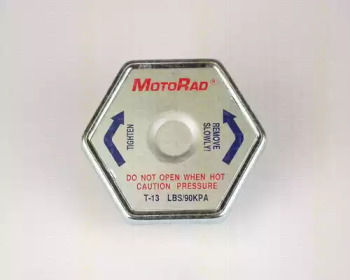 MOTORAD®
TIGHTEN
REMOVE
SLOWLY!
DO NOT OPEN WHEN HOT
CAUTION PRESSURE
T-13 LBS/90KPA